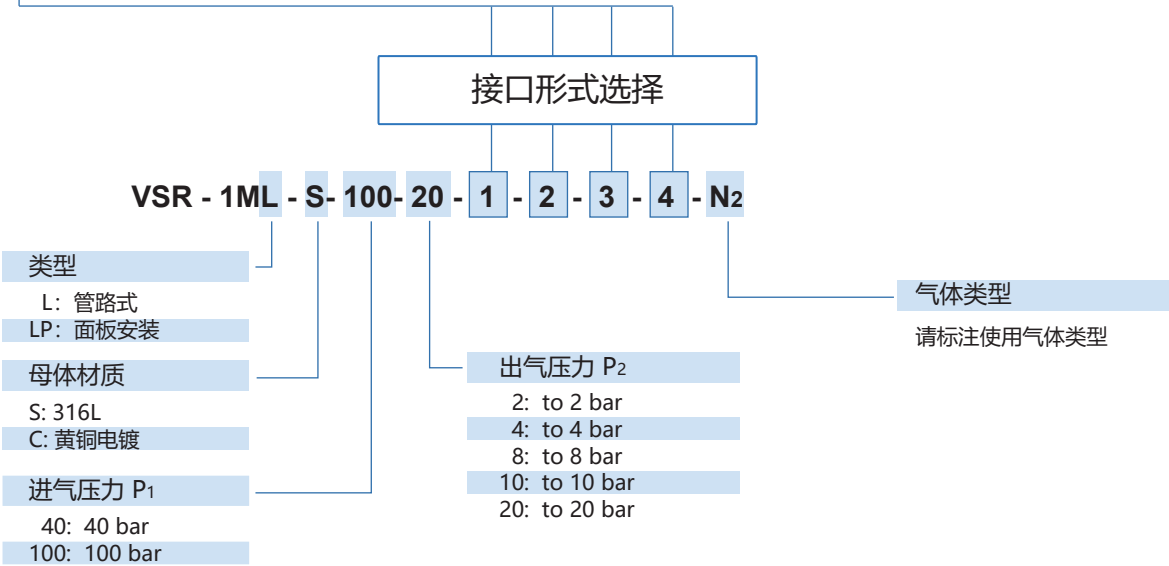 接口形式选择
VSR - 1ML - S- 100- 20 - 1 - 2 - 3 - 4 - N2
类型
L：管路式
LP：面板安装
母体材质
S: 316L
C: 黄铜电镀
进气压力 P1
40: 40 bar
100: 100 bar
出气压力 P2
2: to 2 bar
4: to 4 bar
8: to 8 bar
10: to 10 bar
20: to 20 bar
气体类型
请标注使用气体类型